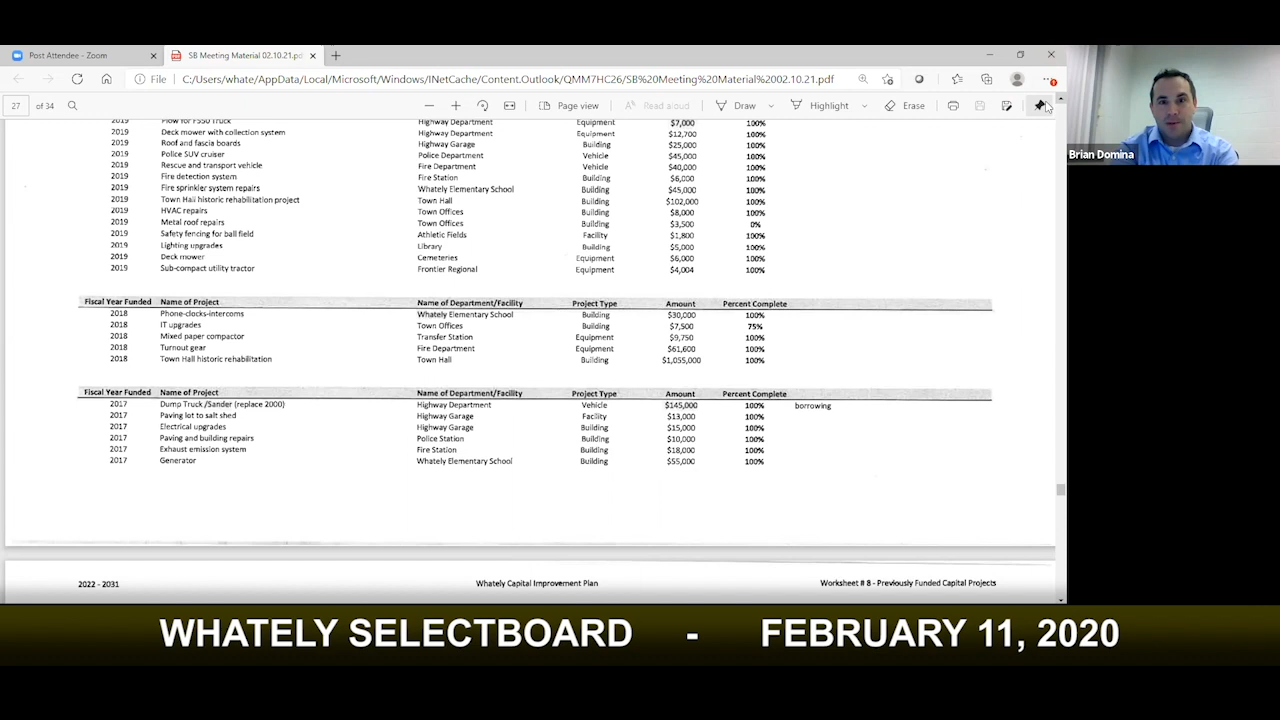 Post Attendee - Zoom
SB Meeting Material 02.10.21.pd
File C:/Users/whate/AppData/Local/Microsoft/Windows/INetCache/Content.Outlook/QMM7HC26/SB%20Meeting%20Material%2002.10.21.pdf
27 of 34 Page view Read aloud Draw Highlight Erase
2019 Plow for F550 Truck Highway Department Equipment $7,000 100%
2019 Deck mower with collection system Highway Department Equipment $12,700 100%
2019 Roof and fascia boards Highway Garage Building $25,000 100%
2019 Police SUV cruiser Police Department Vehicle $45,000 100%
2019 Rescue and transport vehicle Fire Department Vehicle $40,000 100%
2019 Fire detection system Fire Station Building $6,000 100%
2019 Fire sprinkler system repairs Whately Elementary School Building $45,000 100%
2019 Town Hall historic rehabilitation project Town Hall Building $102,000 100%
2019 HVAC repairs Town Offices Building $8,000 100%
2019 Metal roof repairs Town Offices Building $3,500 0%
2019 Safety fencing for ball field Athletic Fields Facility $1,800 100%
2019 Lighting upgrades Library Building $5,000 100%
2019 Deck mower Cemeteries Equipment $6,000 100%
2019 Sub-compact utility tractor Frontier Regional Equipment $4,004 100%
Fiscal Year Funded Name of Project Name of Department/Facility Project Type Amount Percent Complete
2018 Phone-clocks-intercoms Whately Elementary School Building $30,000 100%
2018 IT upgrades Town Offices Building $7,500 75%
2018 Mixed paper compactor Transfer Station Equipment $9,750 100%
2018 Turnout gear Fire Department Equipment $61,600 100%
2018 Town Hall historic rehabilitation Town Hall Building $1,055,000 100%
Fiscal Year Funded Name of Project Name of Department/Facility Project Type Amount Percent Complete
2017 Dump Truck /Sander (replace 2000) Highway Department Vehicle $145,000 100% borrowing
2017 Paving lot to salt shed Highway Garage Facility $13,000 100%
2017 Electrical upgrades Highway Garage Building $15,000 100%
2017 Paving and building repairs Police Station Building $10,000 100%
2017 Exhaust emission system Fire Station Building $18,000 100%
2017 Generator Whately Elementary School Building $55,000 100%
2022 - 2031 Whately Capital Improvement Plan Worksheet # 8 - Previously Funded Capital Projects
Brian Domina
WHATELY SELECTBOARD - FEBRUARY 11, 2020